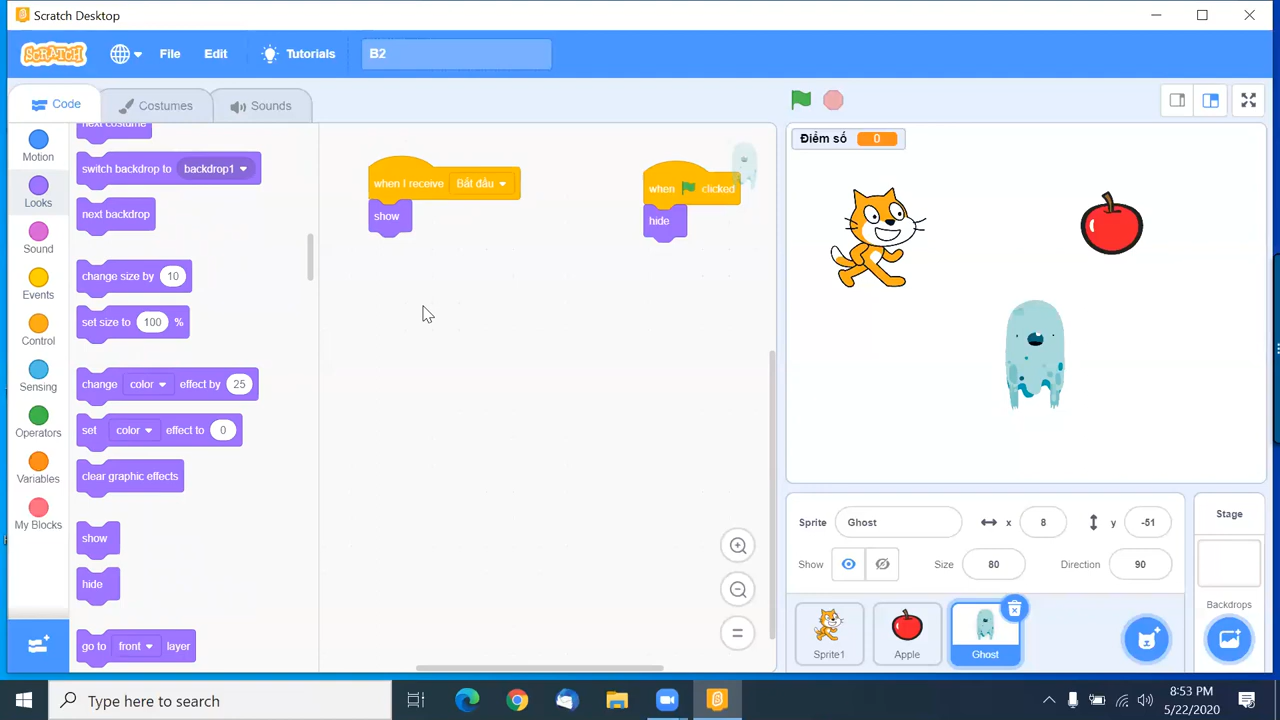 Scratch Desktop
SCRATCH
File
Edit
Tutorials
B2
Code
Costumes
Sounds
Motion
Looks
Sound
Events
Control
Sensing
Operators
Variables
My Blocks
next costume
switch backdrop to backdrop1
next backdrop
change size by 10
set size to 100 %
change color effect by 25
set color effect to 0
clear graphic effects
show
hide
go to front layer
when I receive Bắt đầu
show
when clicked
hide
Điểm số 0
Sprite Ghost x 8 y -51
Show Size 80 Direction 90
Sprite1
Apple
Ghost
Stage
Backdrops
Type here to search
8:53 PM
5/22/2020